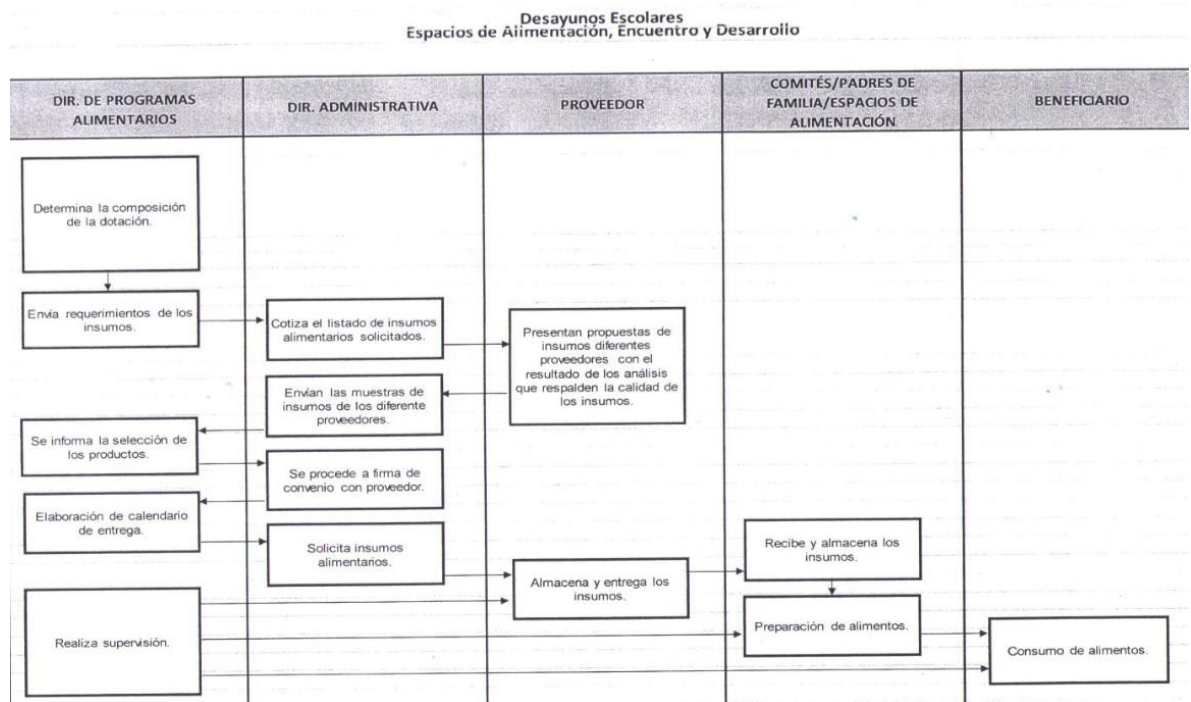 Desayunos Escolares
Espacios de Alimentación, Encuentro y Desarrollo
DIR. DE PROGRAMAS
ALIMENTARIOS
DIR. ADMINISTRATIVA
PROVEEDOR
COMITÉS/PADRES DE
FAMILIA/ESPACIOS DE
ALIMENTACIÓN
BENEFICIARIO
Determina la composición
de la dotación.
Envía requerimientos de los
insumos.
Cotiza el listado de insumos
alimentarios solicitados.
Presentan propuestas de
insumos diferentes
proveedores con el
resultado de los análisis
que respalden la calidad de
los insumos.
Envían las muestras de
insumos de los diferente
proveedores.
Se informa la selección de
los productos.
Se procede a firma de
convenio con proveedor.
Elaboración de calendario
de entrega.
Solicita insumos
alimentarios.
Almacena y entrega los
insumos.
Recibe y almacena los
insumos.
Preparación de alimentos.
Realiza supervisión.
Consumo de alimentos.